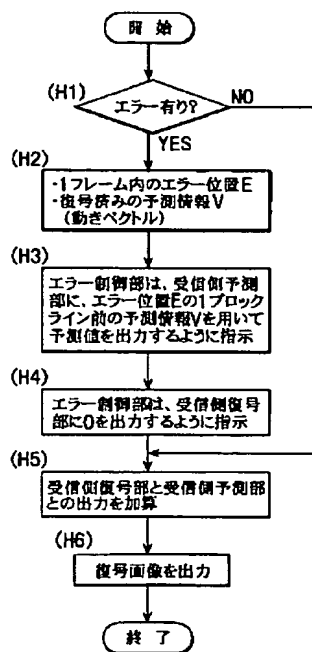 開始
(H1)
エラー有り?
NO
YES
(H2)
・1フレーム内のエラー位置E
・復号済みの予測情報V
(動きベクトル)
(H3)
エラー制御部は、受信側予測
部に、エラー位置Eの1ブロック
ライン前の予測情報Vを用いて
予測値を出力するように指示
(H4)
エラー制御部は、受信側復号
部に0を出力するように指示
(H5)
受信側復号部と受信側予測部
との出力を加算
(H6)
復号画像を出力
終了